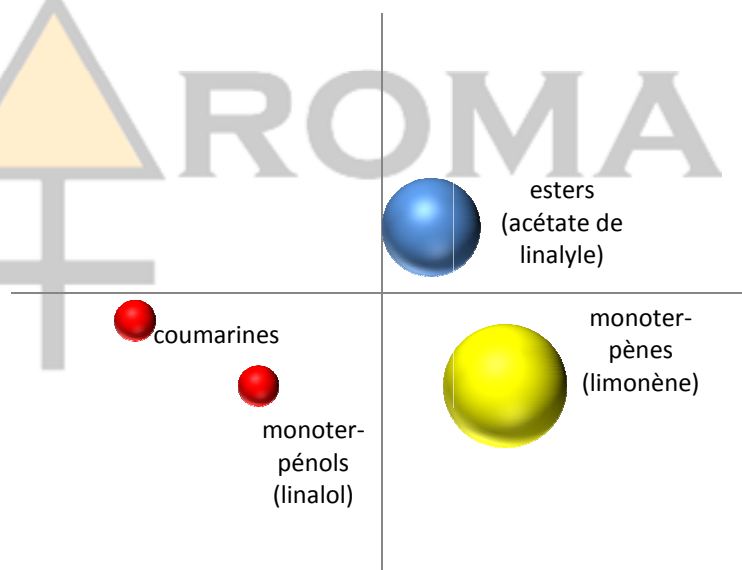 AROMA
esters
(acétate de
linalyle)
monoter-
pènes
(limonène)
coumarines
monoter-
pénols
(linalol)